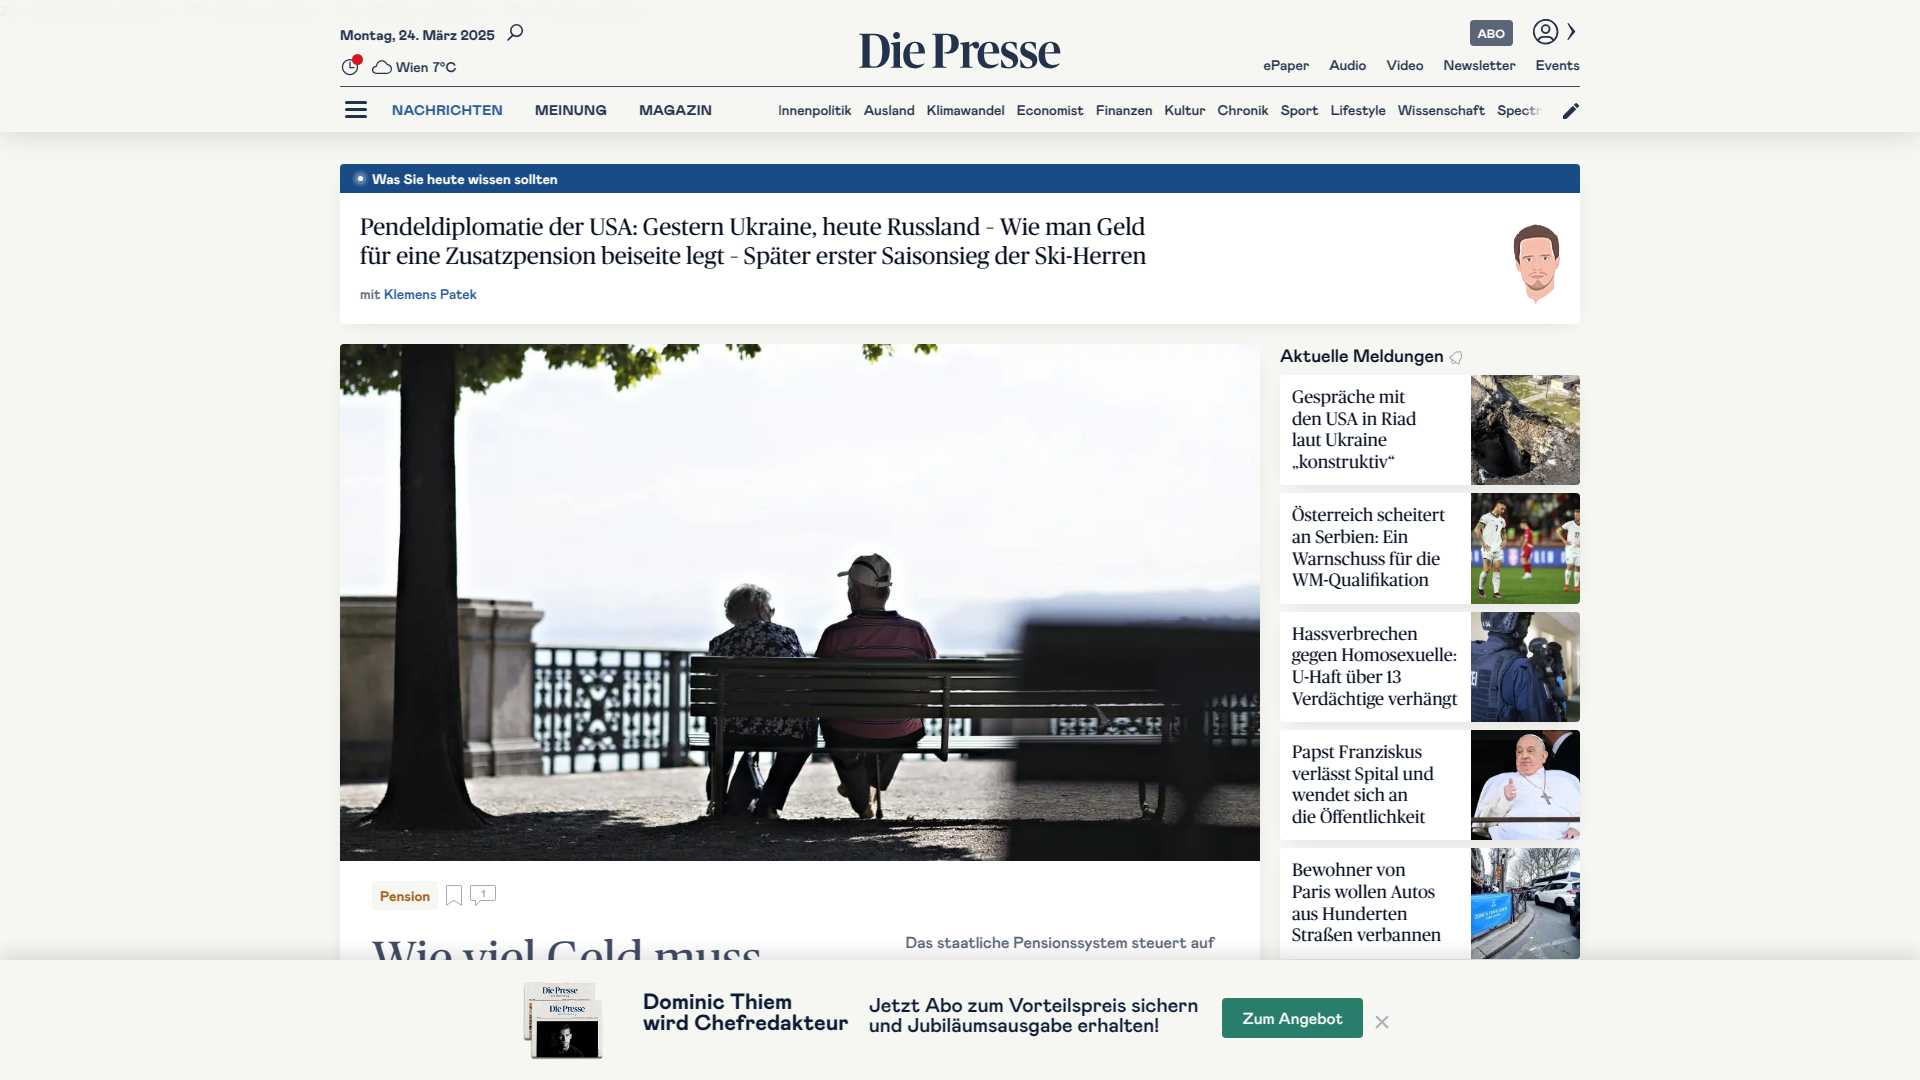 Montag, 24. März 2025
Wien 7°C
Die Presse
ABO
ePaper Audio Video Newsletter Events
NACHRICHTEN MEINUNG MAGAZIN
Innenpolitik Ausland Klimawandel Economist Finanzen Kultur Chronik Sport Lifestyle Wissenschaft Spectr
Was Sie heute wissen sollten
Pendeldiplomatie der USA: Gestern Ukraine, heute Russland – Wie man Geld
für eine Zusatzpension beiseite legt – Später erster Saisonsieg der Ski-Herren
mit Klemens Patek
Pension
1
Wie viel Geld muss
Das staatliche Pensionssystem steuert auf
Aktuelle Meldungen
Gespräche mit
den USA in Riad
laut Ukraine
„konstruktiv“
Österreich scheitert
an Serbien: Ein
Warnschuss für die
WM-Qualifikation
Hassverbrechen
gegen Homosexuelle:
U-Haft über 13
Verdächtige verhängt
Papst Franziskus
verlässt Spital und
wendet sich an
die Öffentlichkeit
Bewohner von
Paris wollen Autos
aus Hunderten
Straßen verbannen
Die Presse
Die Presse
Dominic Thiem
wird Chefredakteur
Jetzt Abo zum Vorteilspreis sichern
und Jubiläumsausgabe erhalten!
Zum Angebot